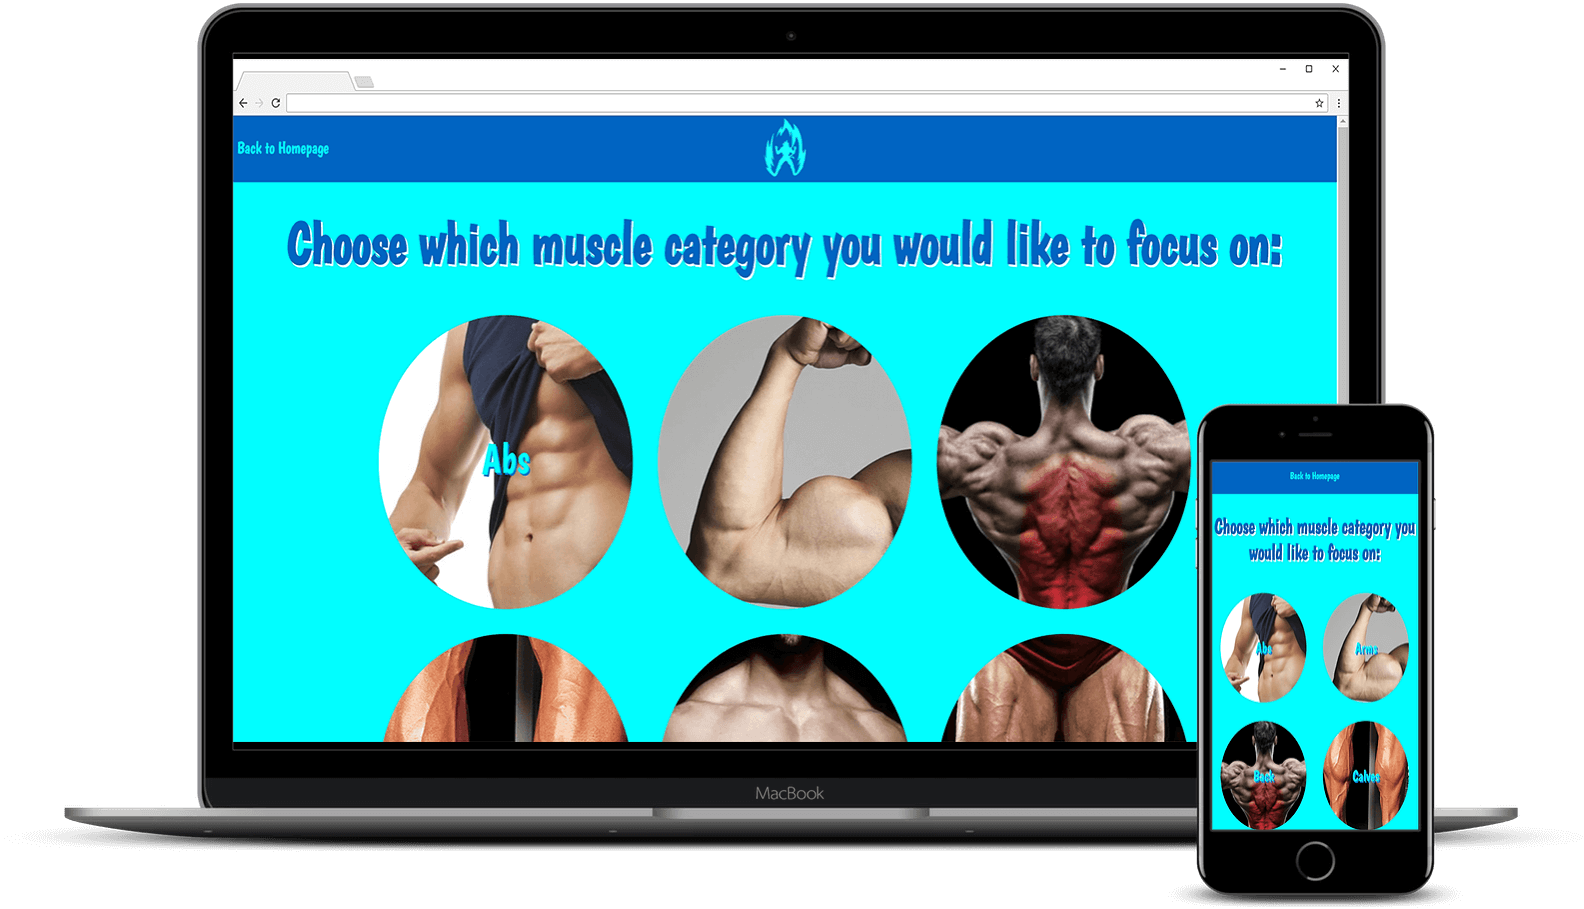 Back to Homepage
Choose which muscle category you would like to focus on:
Abs
MacBook
Back to Homepage
Choose which muscle category you
would like to focus on:
Abs
Arms
Back
Calves